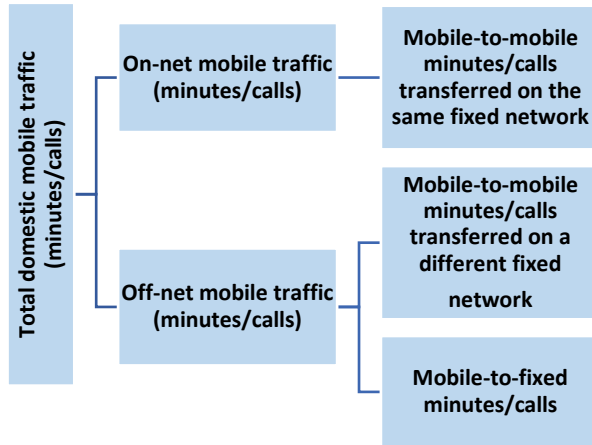 Total domestic mobile traffic
(minutes/calls)
On-net mobile traffic
(minutes/calls)
Mobile-to-mobile
minutes/calls
transferred on the
same fixed network
Off-net mobile traffic
(minutes/calls)
Mobile-to-mobile
minutes/calls
transferred on a
different fixed
network
Mobile-to-fixed
minutes/calls